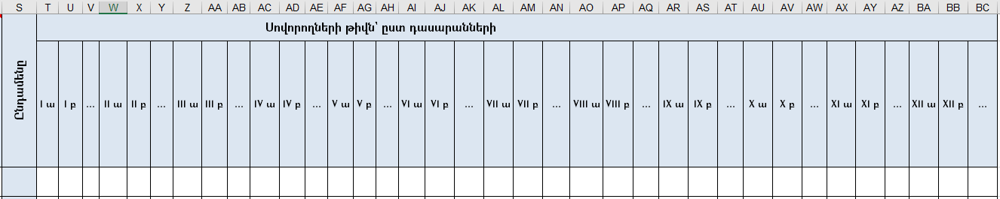 S T U V W X Y Z AA AB AC AD AE AF AG AH AI AJ AK AL AM AN AO AP AQ AR AS AT AU AV AW AX AY AZ BA BB BC
Ընդամենը
Սովորողների թիվն՝ ըստ դասարանների
I ա I բ ... II ա II բ ... III ա III բ ... IV ա IV բ ... V ա V բ ... VI ա VI բ ... VII ա VII բ ... VIII ա VIII բ ... IX ա IX բ ... X ա X բ ... XI ա XI բ ... XII ա XII բ ...